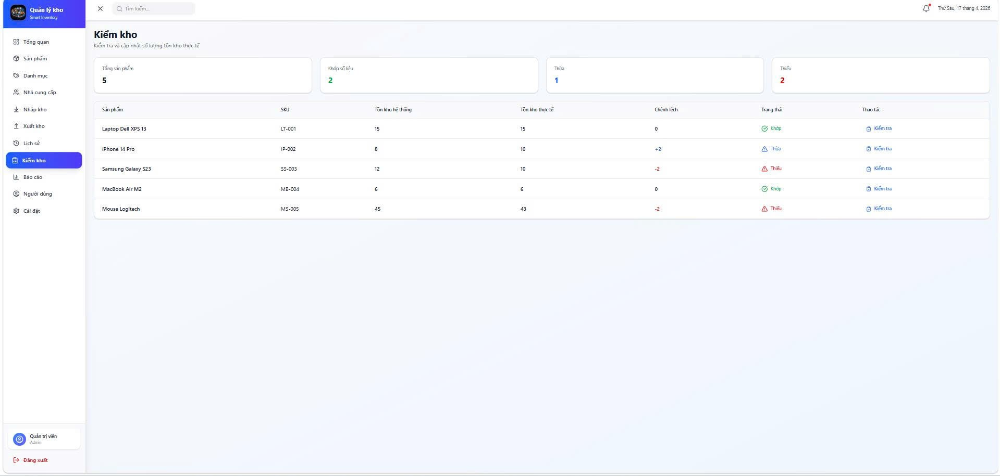 Quản lý kho
Smart Inventory
Tìm kiếm...
Thứ Sáu, 17 tháng 4, 2026
Tổng quan
Sản phẩm
Danh mục
Nhà cung cấp
Nhập kho
Xuất kho
Lịch sử
Kiểm kho
Báo cáo
Người dùng
Cài đặt
Quản trị viên
Admin
Đăng xuất
Kiểm kho
Kiểm tra và cập nhật số lượng tồn kho thực tế
Tổng sản phẩm
5
Khớp số liệu
2
Thừa
1
Thiếu
2
Sản phẩm SKU Tồn kho hệ thống Tồn kho thực tế Chênh lệch Trạng thái Thao tác
Laptop Dell XPS 13 LT-001 15 15 0 Khớp Kiểm tra
iPhone 14 Pro IP-002 8 10 +2 Thừa Kiểm tra
Samsung Galaxy S23 SS-003 12 10 -2 Thiếu Kiểm tra
MacBook Air M2 MB-004 6 6 0 Khớp Kiểm tra
Mouse Logitech MS-005 45 43 -2 Thiếu Kiểm tra